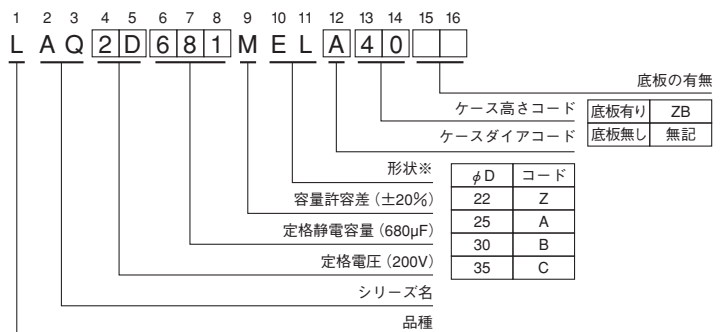 1 2 3 4 5 6 7 8 9 10 11 12 13 14 15 16
L A Q 2 D 6 8 1 M E L A 4 0
底板の有無
ケース高さコード
底板有り ZB
ケースダイアコード
底板無し 無記
形状※
φD コード
容量許容差 (±20%)
22 Z
25 A
定格静電容量 (680μF)
30 B
定格電圧 (200V)
35 C
シリーズ名
品種